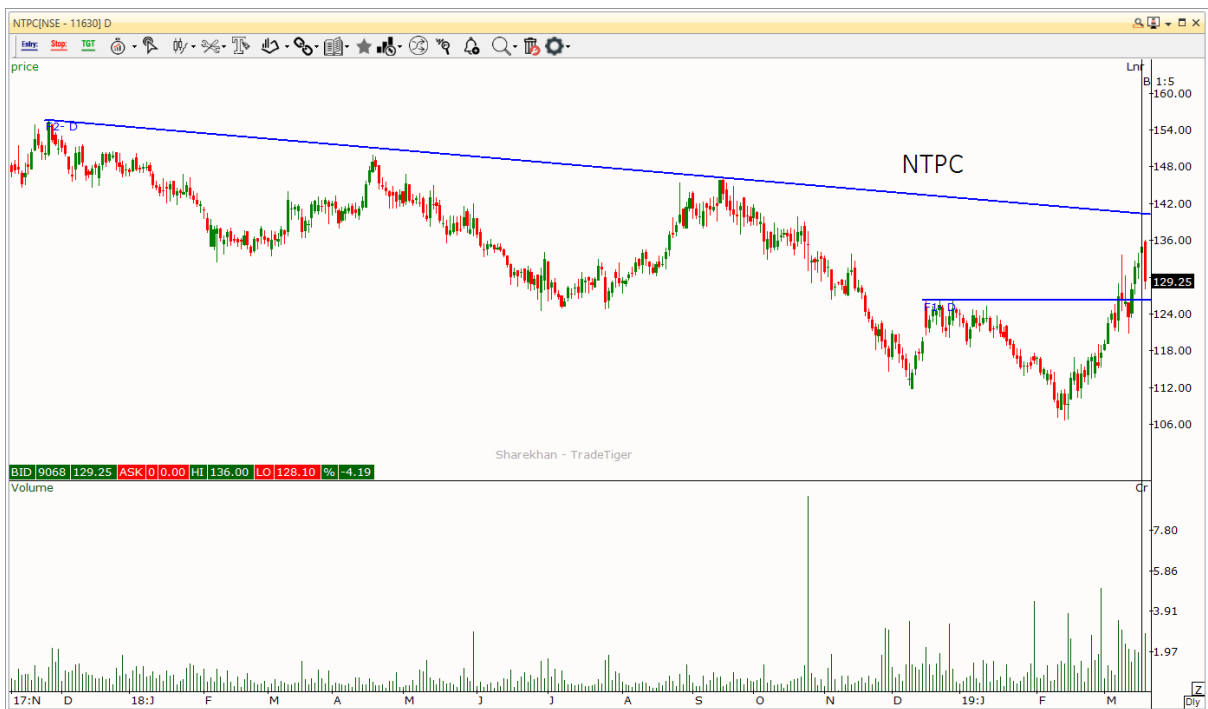 NTPC[NSE - 11630] D
Entry: Stop: TGT
price
Lnr
B 1:5
160.00
F2- D
154.00
NTPC
148.00
142.00
136.00
129.25
F1- D
124.00
118.00
112.00
106.00
Sharekhan - TradeTiger
BID 9068 129.25 ASK 0 0.00 HI 136.00 LO 128.10 % -4.19
Volume
Cr
7.80
5.86
3.91
1.97
Z
17:N D 18:J F M A M J J A S O N D 19:J F M
Dly